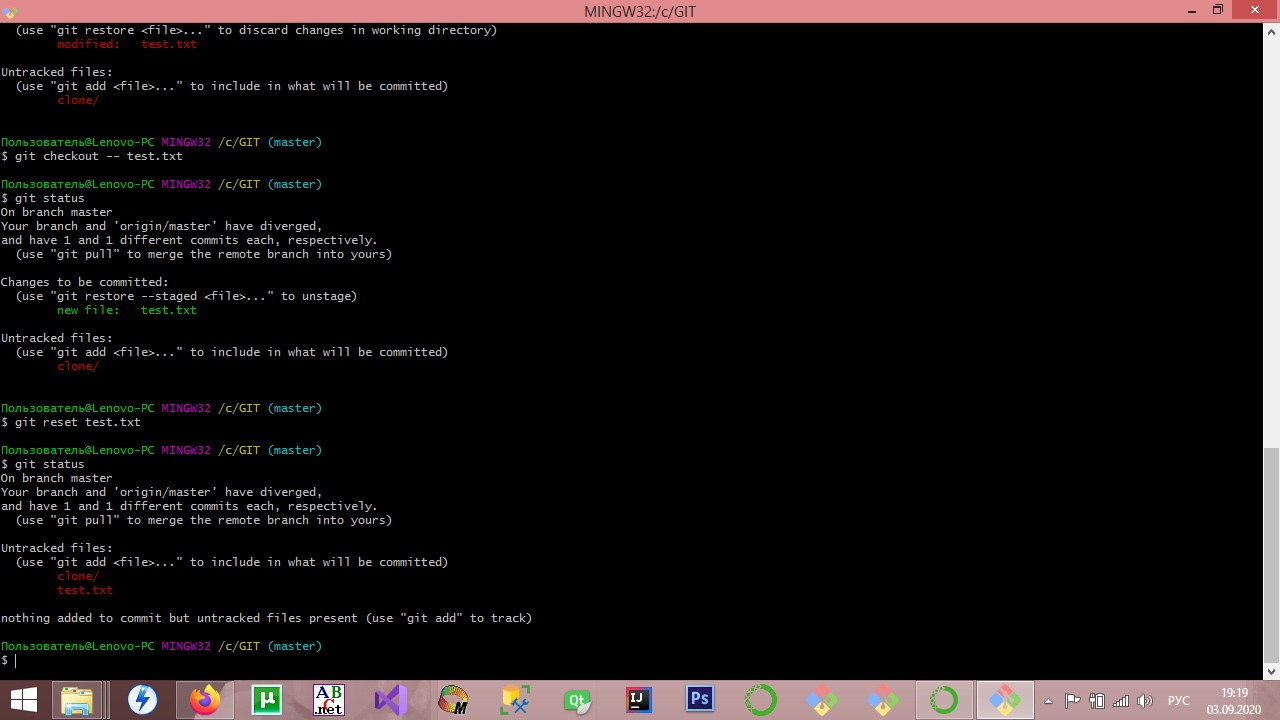 MINGW32:/c/GIT
(use "git restore <file>..." to discard changes in working directory)
modified:   test.txt
Untracked files:
(use "git add <file>..." to include in what will be committed)
clone/
Пользователь@Lenovo-PC MINGW32 /c/GIT (master)
$ git checkout -- test.txt
Пользователь@Lenovo-PC MINGW32 /c/GIT (master)
$ git status
On branch master
Your branch and 'origin/master' have diverged,
and have 1 and 1 different commits each, respectively.
(use "git pull" to merge the remote branch into yours)
Changes to be committed:
(use "git restore --staged <file>..." to unstage)
new file:   test.txt
Untracked files:
(use "git add <file>..." to include in what will be committed)
clone/
Пользователь@Lenovo-PC MINGW32 /c/GIT (master)
$ git reset test.txt
Пользователь@Lenovo-PC MINGW32 /c/GIT (master)
$ git status
On branch master
Your branch and 'origin/master' have diverged,
and have 1 and 1 different commits each, respectively.
(use "git pull" to merge the remote branch into yours)
Untracked files:
(use "git add <file>..." to include in what will be committed)
clone/
test.txt
nothing added to commit but untracked files present (use "git add" to track)
Пользователь@Lenovo-PC MINGW32 /c/GIT (master)
$
µ
ABC
.net
M
Qt
IJ
Ps
РУС
19:19
03.09.2020